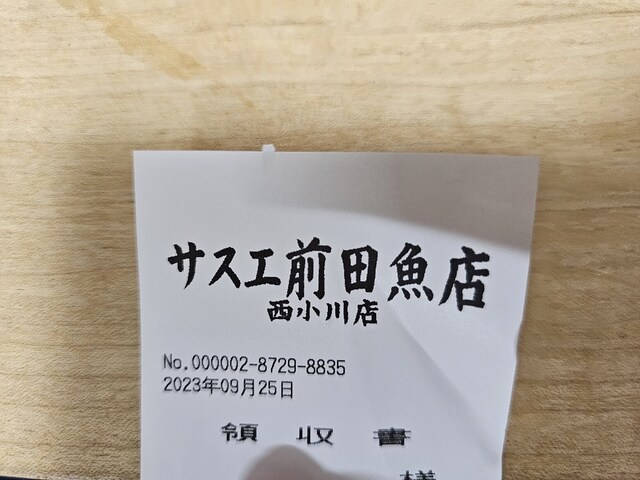 サスエ前田魚店
西小川店
No.000002-8729-8835
2023年09月25日
領 収 書
様